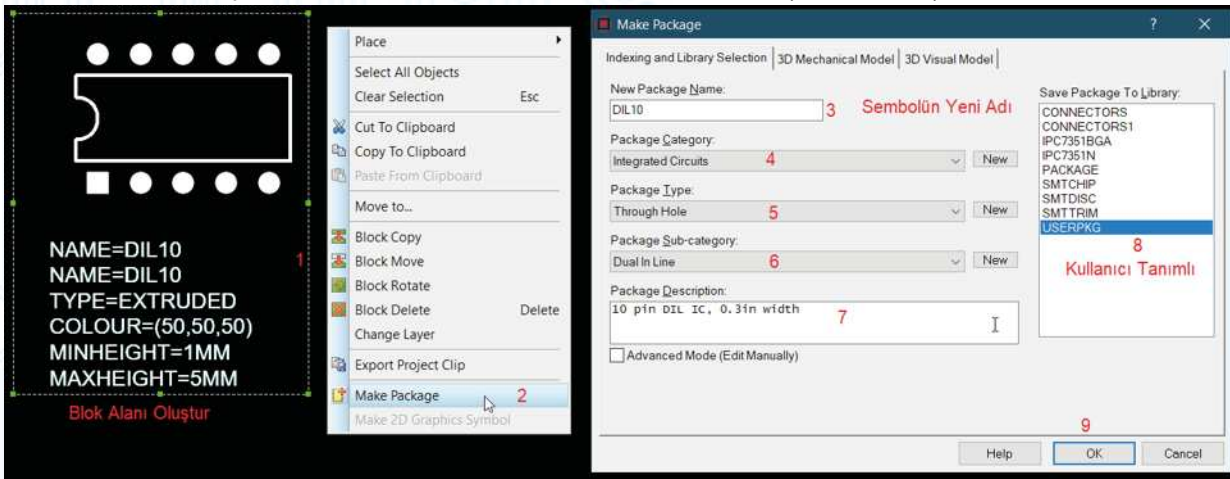 NAME=DIL10
NAME=DIL10
TYPE=EXTRUDED
COLOUR=(50,50,50)
MINHEIGHT=1MM
MAXHEIGHT=5MM
1
Blok Alanı Oluştur
Place
Select All Objects
Clear Selection Esc
Cut To Clipboard
Copy To Clipboard
Paste From Clipboard
Move to...
Block Copy
Block Move
Block Rotate
Block Delete Delete
Change Layer
Export Project Clip
Make Package 2
Make 2D Graphics Symbol
Make Package ? X
Indexing and Library Selection 3D Mechanical Model 3D Visual Model
New Package Name:
DIL10 3 Sembolün Yeni Adı
Package Category:
Integrated Circuits 4 New
Package Type:
Through Hole 5 New
Package Sub-category:
Dual In Line 6 New
Package Description:
10 pin DIL IC, 0.3in width 7
Advanced Mode (Edit Manually)
Save Package To Library:
CONNECTORS
CONNECTORS1
IPC7351BGA
IPC7351N
PACKAGE
SMTCHIP
SMTDISC
SMTTRIM
USERPKG
8
Kullanıcı Tanımlı
9
Help OK Cancel